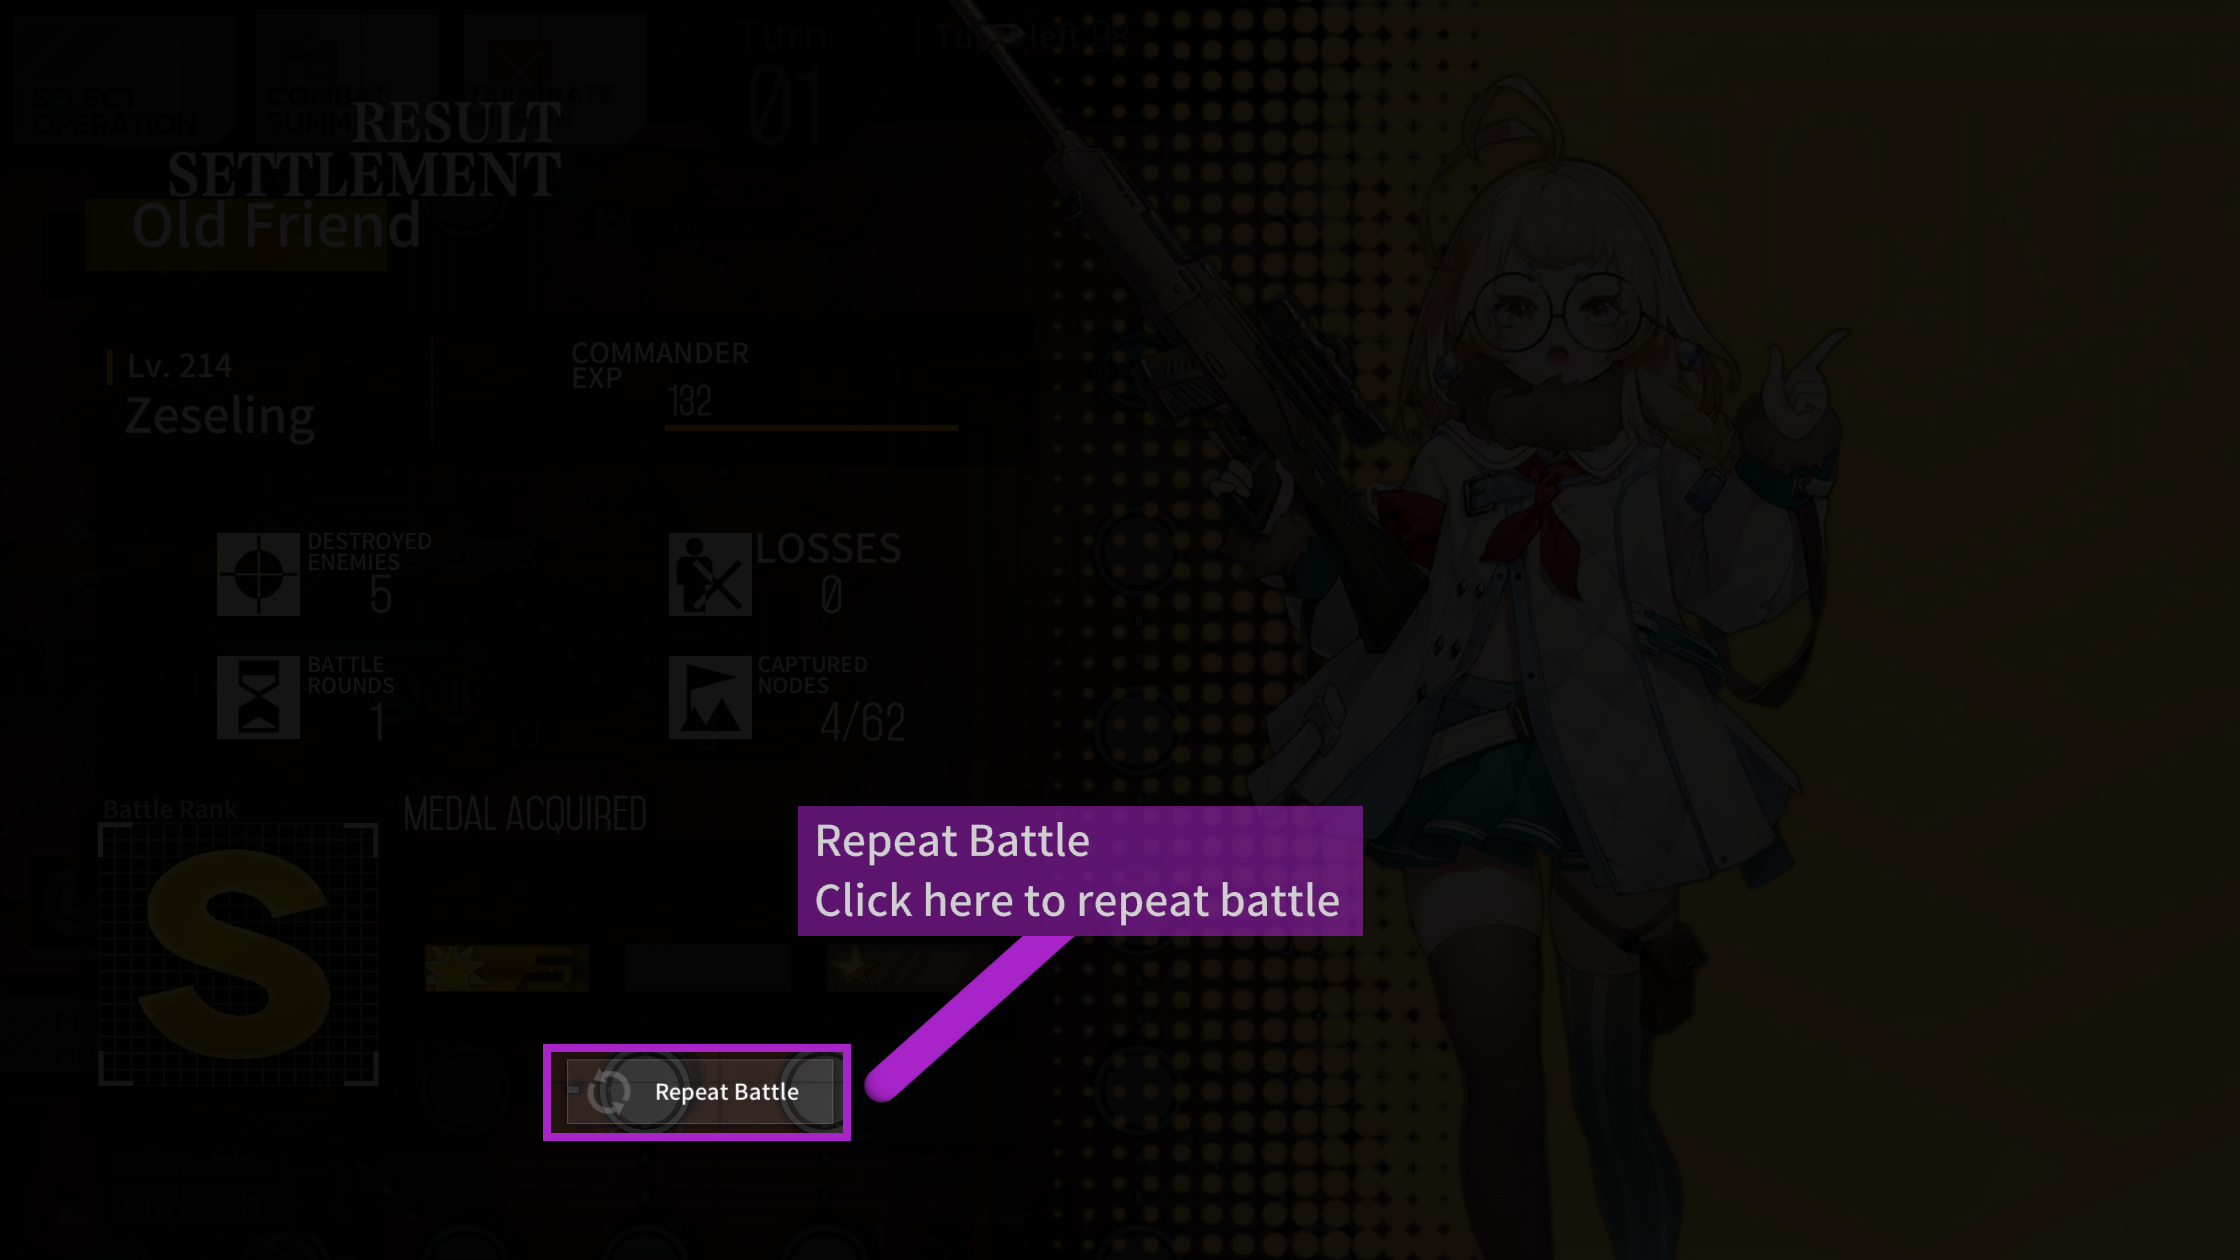 SELECT
OPERATION
COMBAT
TERMINATE
Turn
01
RESULT
SETTLEMENT
Old Friend
Lv. 214
Zeseling
COMMANDER
EXP
132
DESTROYED
ENEMIES
5
LOSSES
0
BATTLE
ROUNDS
1
CAPTURED
NODES
4/62
Battle Rank
S
MEDAL ACQUIRED
Repeat Battle
Click here to repeat battle
Repeat Battle
Wiped 5